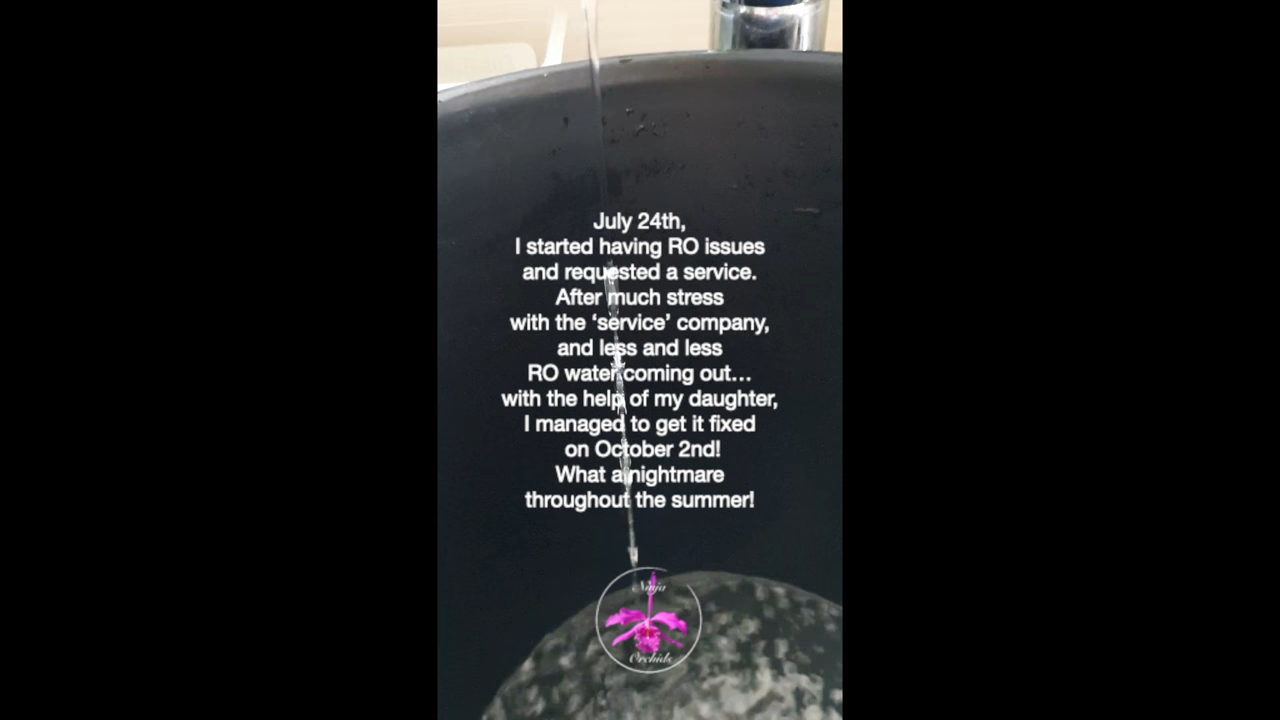 July 24th,
I started having RO issues
and requested a service.
After much stress
with the ‘service’ company,
and less and less
RO water coming out…
with the help of my daughter,
I managed to get it fixed
on October 2nd!
What a nightmare
throughout the summer!
Ninja
Orchids